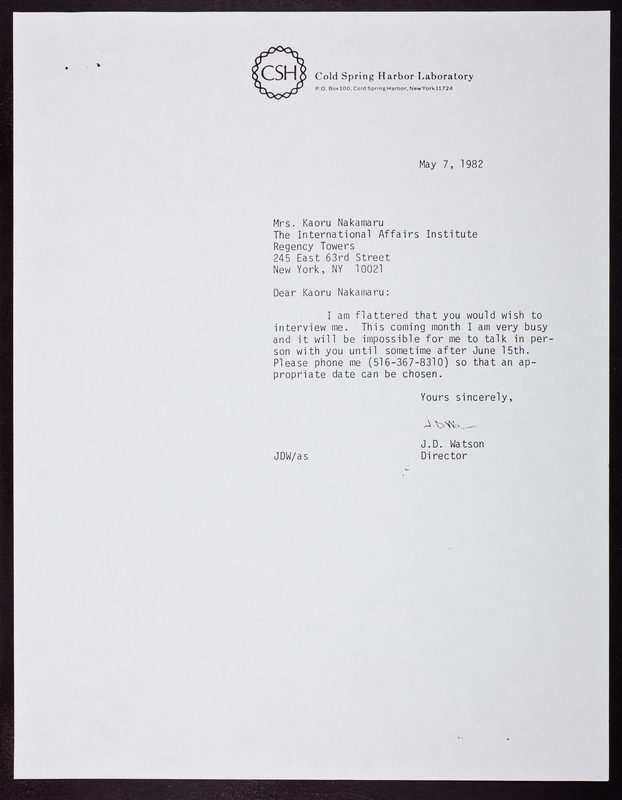 CSH
Cold Spring Harbor Laboratory
P.O. Box 100, Cold Spring Harbor, New York 11724
May 7, 1982
Mrs. Kaoru Nakamaru
The International Affairs Institute
Regency Towers
245 East 63rd Street
New York, NY 10021
Dear Kaoru Nakamaru:
I am flattered that you would wish to
interview me. This coming month I am very busy
and it will be impossible for me to talk in per-
son with you until sometime after June 15th.
Please phone me (516-367-8310) so that an ap-
propriate date can be chosen.
Yours sincerely,
J.D. Watson
JDW/as Director